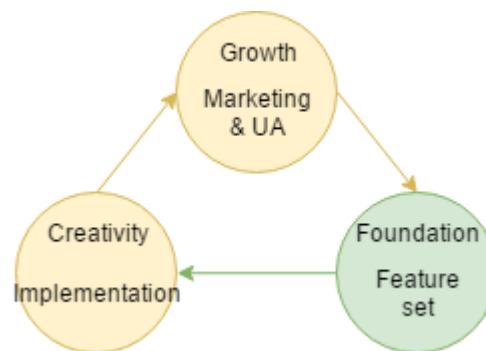 Growth
Marketing
& UA
Creativity
Implementation
Foundation
Feature
set